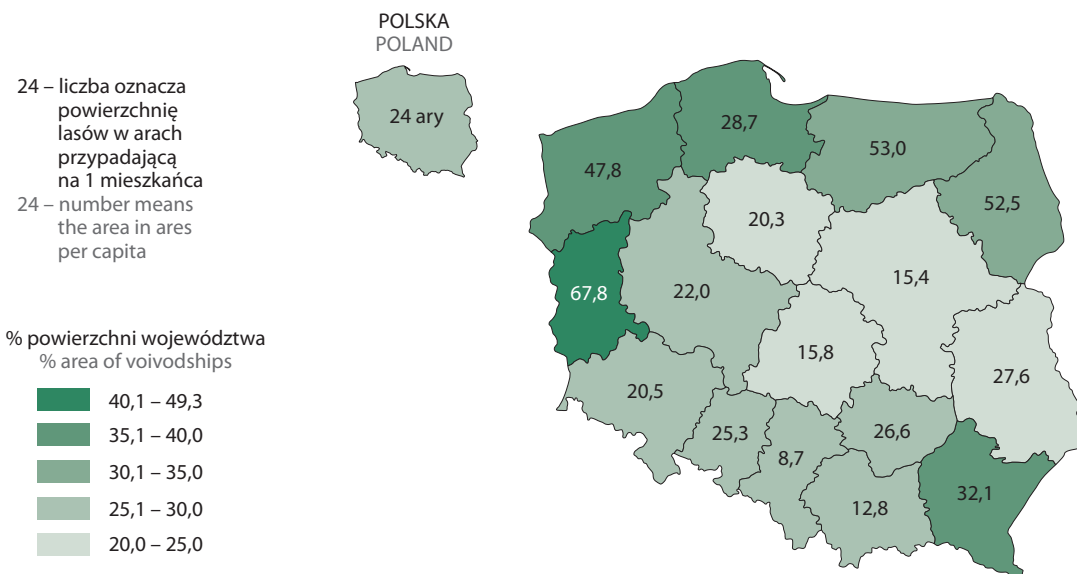 POLSKA
POLAND
24 ary
24 – liczba oznacza
powierzchnię
lasów w arach
przypadającą
na 1 mieszkańca
24 – number means
the area in ares
per capita
% powierzchni województwa
% area of voivodships
40,1 – 49,3
35,1 – 40,0
30,1 – 35,0
25,1 – 30,0
20,0 – 25,0
28,7
53,0
47,8
52,5
20,3
15,4
67,8
22,0
15,8
27,6
20,5
25,3
26,6
8,7
32,1
12,8